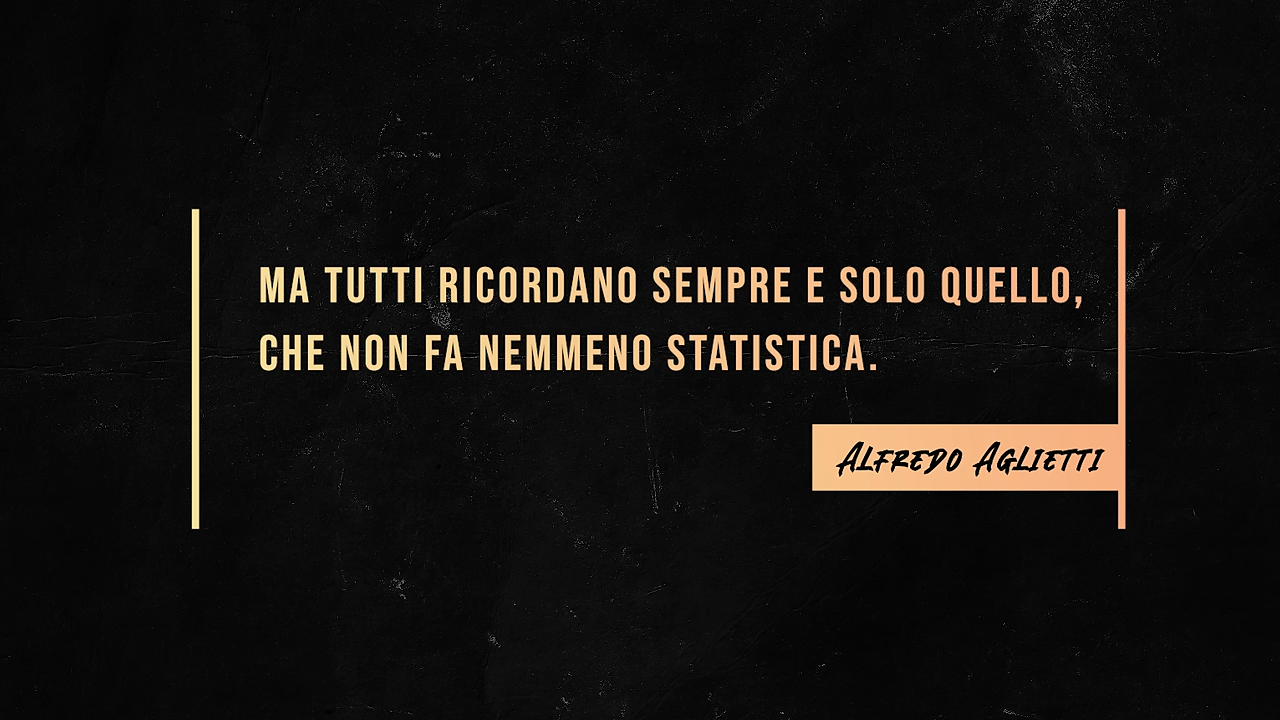 MA TUTTI RICORDANO SEMPRE E SOLO QUELLO,
CHE NON FA NEMMENO STATISTICA.
ALFREDO AGLIETTI